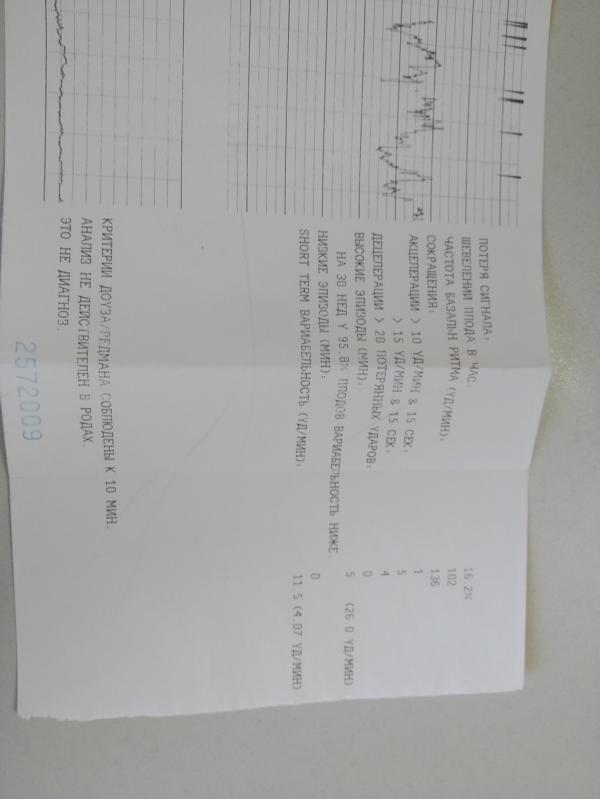 ПОТЕРЯ СИГНАЛА: 16.2%
ШЕВЕЛЕНИЙ ПЛОДА В ЧАС: 102
ЧАСТОТА БАЗАЛЬН РИТМА (УД/МИН): 136
СОКРАЩЕНИЯ: 1
АКЦЕЛЕРАЦИИ > 10 УД/МИН & 15 СЕК: 5
> 15 УД/МИН & 15 СЕК: 4
ДЕЦЕЛЕРАЦИИ > 20 ПОТЕРЯННЫХ УДАРОВ: 0
ВЫСОКИЕ ЭПИЗОДЫ (МИН): 5 (26.0 УД/МИН)
НА 30 НЕД У 95.8% ПЛОДОВ ВАРИАБЕЛЬНОСТЬ НИЖЕ.
НИЗКИЕ ЭПИЗОДЫ (МИН): 0
SHORT TERM ВАРИАБЕЛЬНОСТЬ (УД/МИН): 11.5 (4.07 УД/МИН)
КРИТЕРИИ ДОУЗА/РЕДМАНА СОБЛЮДЕНЫ К 10 МИН.
АНАЛИЗ НЕ ДЕЙСТВИТЕЛЕН В РОДАХ.
ЭТО НЕ ДИАГНОЗ.
2572009